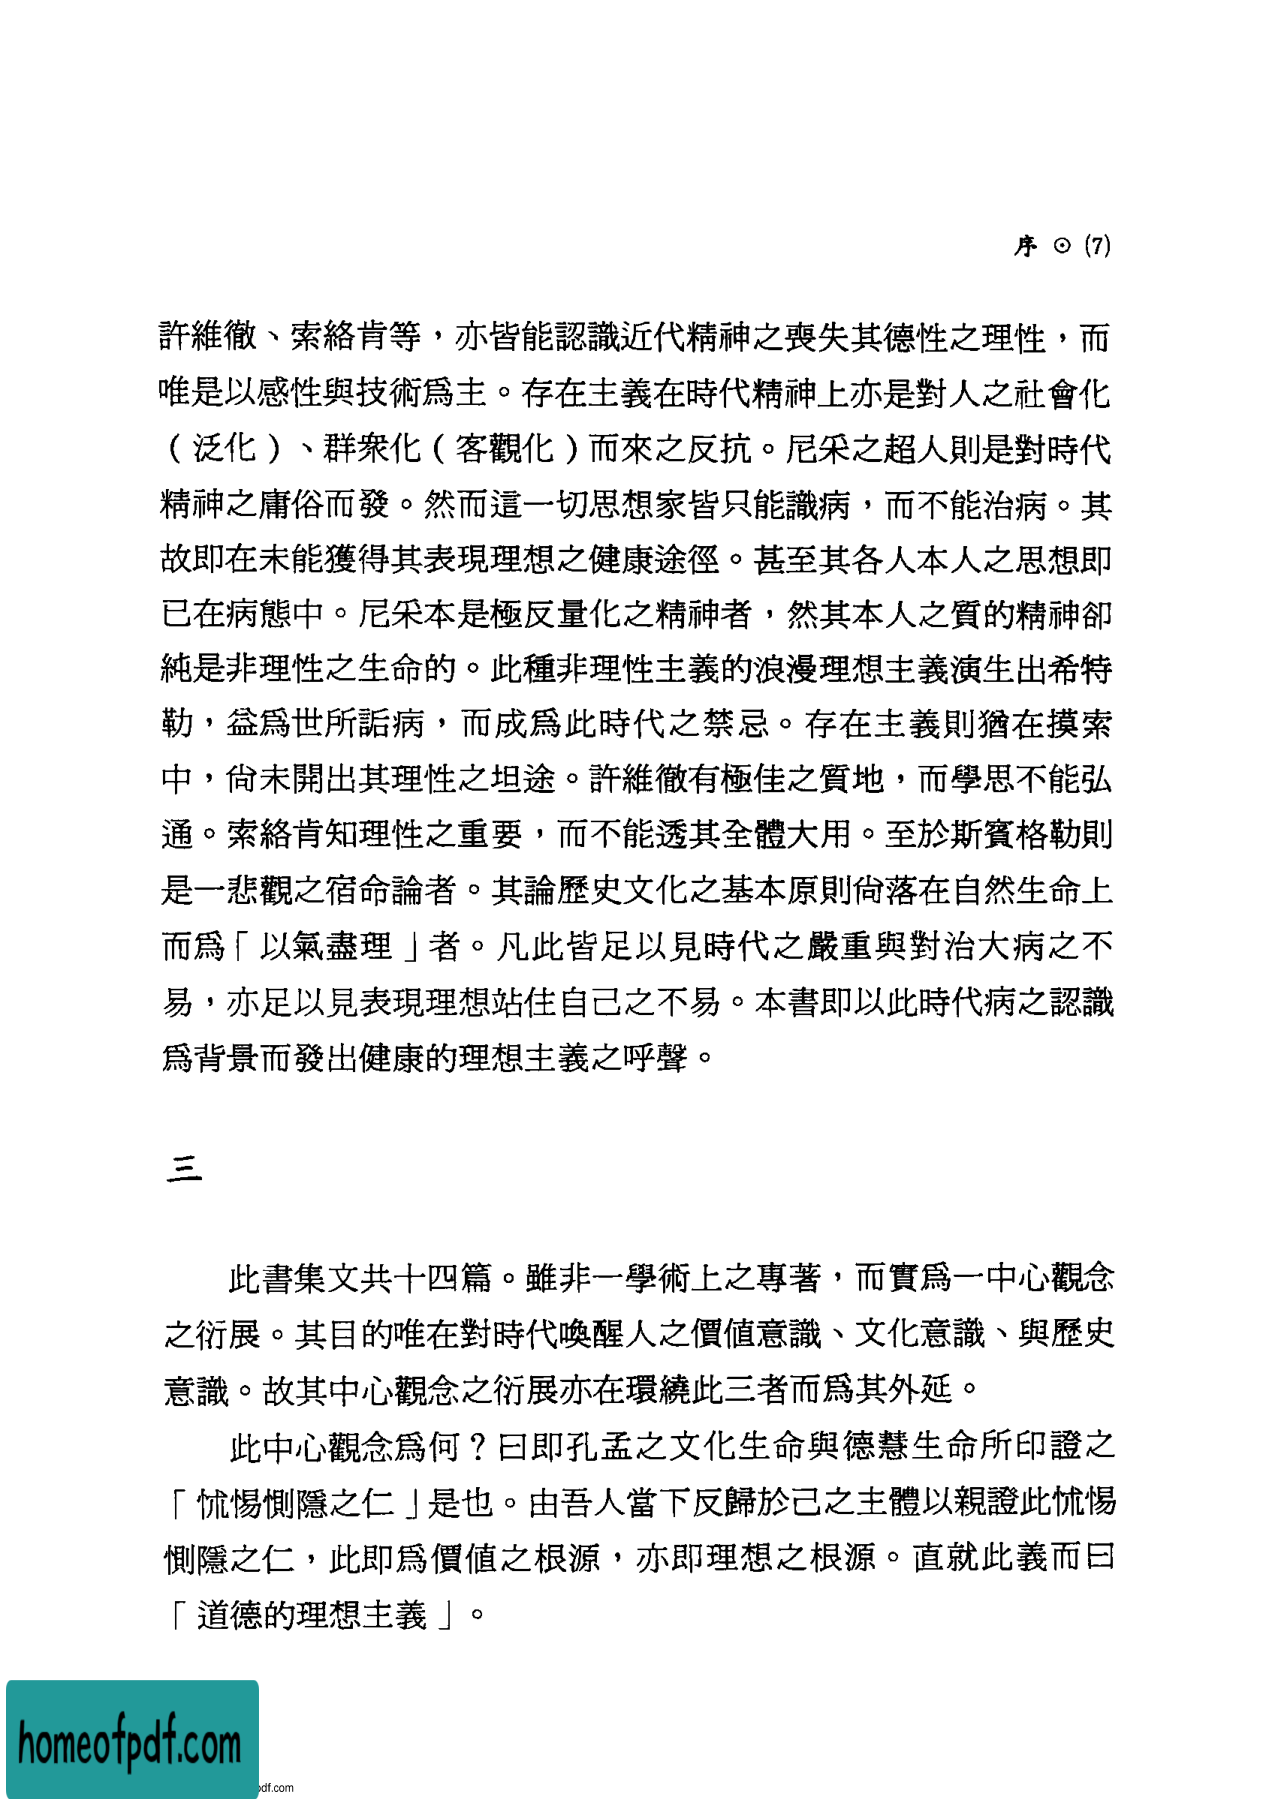 序 ⊙ (7)
許維徹、索絡肯等，亦皆能認識近代精神之喪失其德性之理性，而
唯是以感性與技術爲主。存在主義在時代精神上亦是對人之社會化
（泛化）、群衆化（客觀化）而來之反抗。尼采之超人則是對時代
精神之庸俗而發。然而這一切思想家皆只能識病，而不能治病。其
故即在未能獲得其表現理想之健康途徑。甚至其各人本人之思想即
已在病態中。尼采本是極反量化之精神者，然其本人之質的精神卻
純是非理性之生命的。此種非理性主義的浪漫理想主義演生出希特
勒，益爲世所詬病，而成爲此時代之禁忌。存在主義則猶在摸索
中，尙未開出其理性之坦途。許維徹有極佳之質地，而學思不能弘
通。索絡肯知理性之重要，而不能透其全體大用。至於斯賓格勒則
是一悲觀之宿命論者。其論歷史文化之基本原則尙落在自然生命上
而爲「以氣盡理」者。凡此皆足以見時代之嚴重與對治大病之不
易，亦足以見表現理想站住自己之不易。本書即以此時代病之認識
爲背景而發出健康的理想主義之呼聲。
三
此書集文共十四篇。雖非一學術上之專著，而實爲一中心觀念
之衍展。其目的唯在對時代喚醒人之價值意識、文化意識、與歷史
意識。故其中心觀念之衍展亦在環繞此三者而爲其外延。
此中心觀念爲何？曰即孔孟之文化生命與德慧生命所印證之
「怵惕惻隱之仁」是也。由吾人當下反歸於己之主體以親證此怵惕
惻隱之仁，此即爲價值之根源，亦即理想之根源。直就此義而曰
「道德的理想主義」。
homeofpdf.com
pdf.com